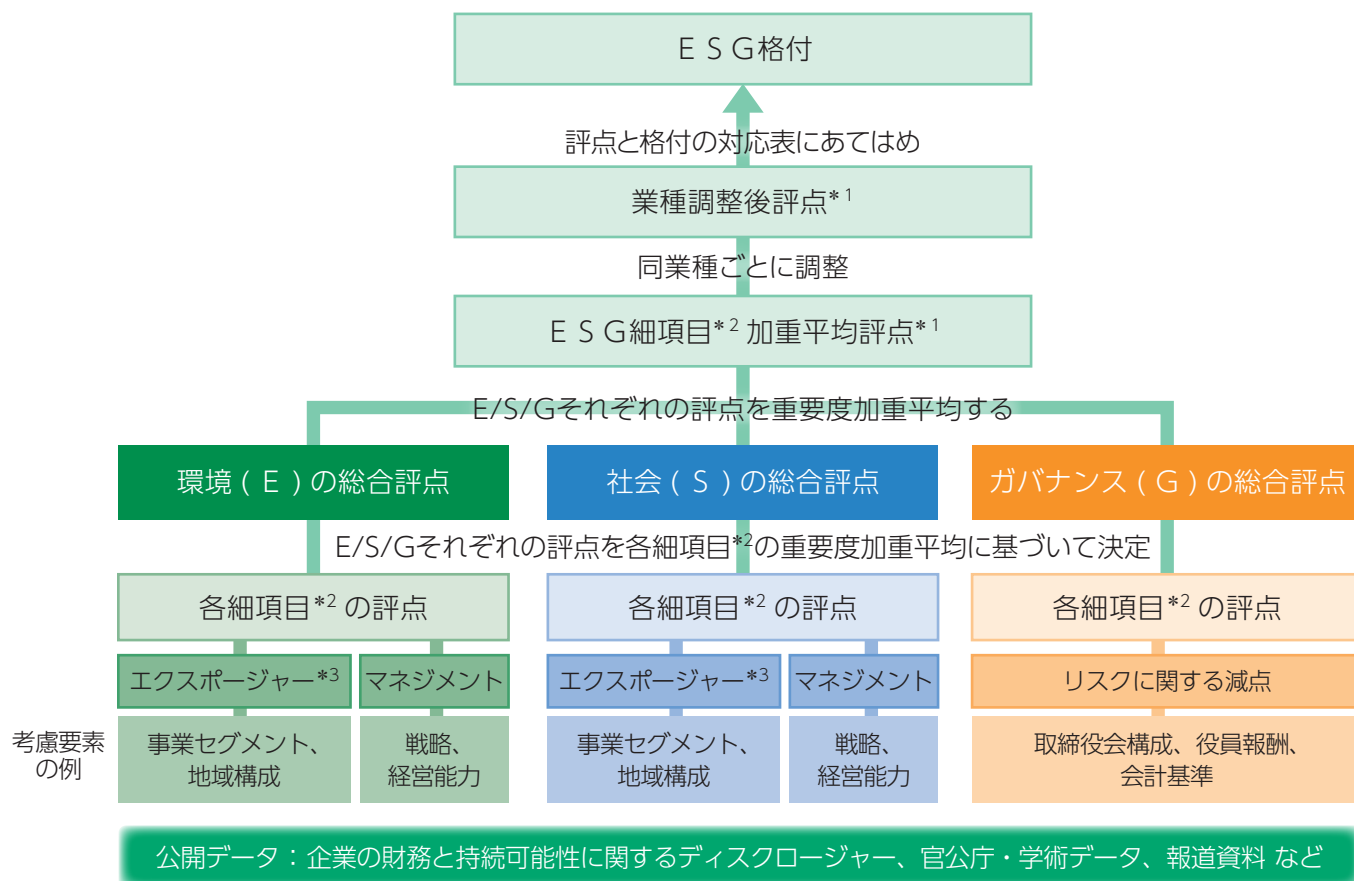 ESG格付
評点と格付の対応表にあてはめ
業種調整後評点*1
同業種ごとに調整
ESG細項目*2 加重平均評点*1
E/S/Gそれぞれの評点を重要度加重平均する
環境(E)の総合評点
社会(S)の総合評点
ガバナンス(G)の総合評点
E/S/Gそれぞれの評点を各細項目*2の重要度加重平均に基づいて決定
各細項目*2 の評点
各細項目*2 の評点
各細項目*2 の評点
エクスポージャー*3
マネジメント
エクスポージャー*3
マネジメント
リスクに関する減点
考慮要素
の例
事業セグメント、
地域構成
戦略、
経営能力
事業セグメント、
地域構成
戦略、
経営能力
取締役会構成、役員報酬、
会計基準
公開データ：企業の財務と持続可能性に関するディスクロージャー、官公庁・学術データ、報道資料 など